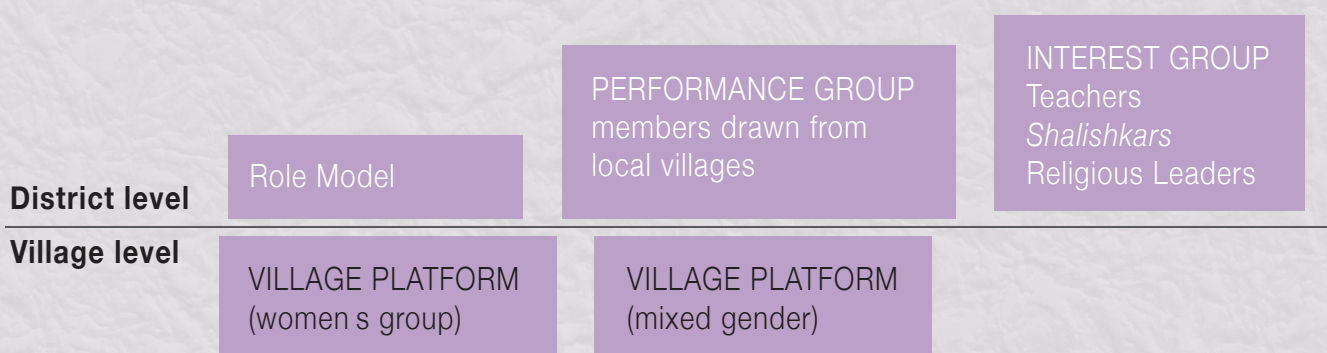 District level
Role Model
PERFORMANCE GROUP
members drawn from
local villages
INTEREST GROUP
Teachers
Shalishkars
Religious Leaders
Village level
VILLAGE PLATFORM
(women s group)
VILLAGE PLATFORM
(mixed gender)